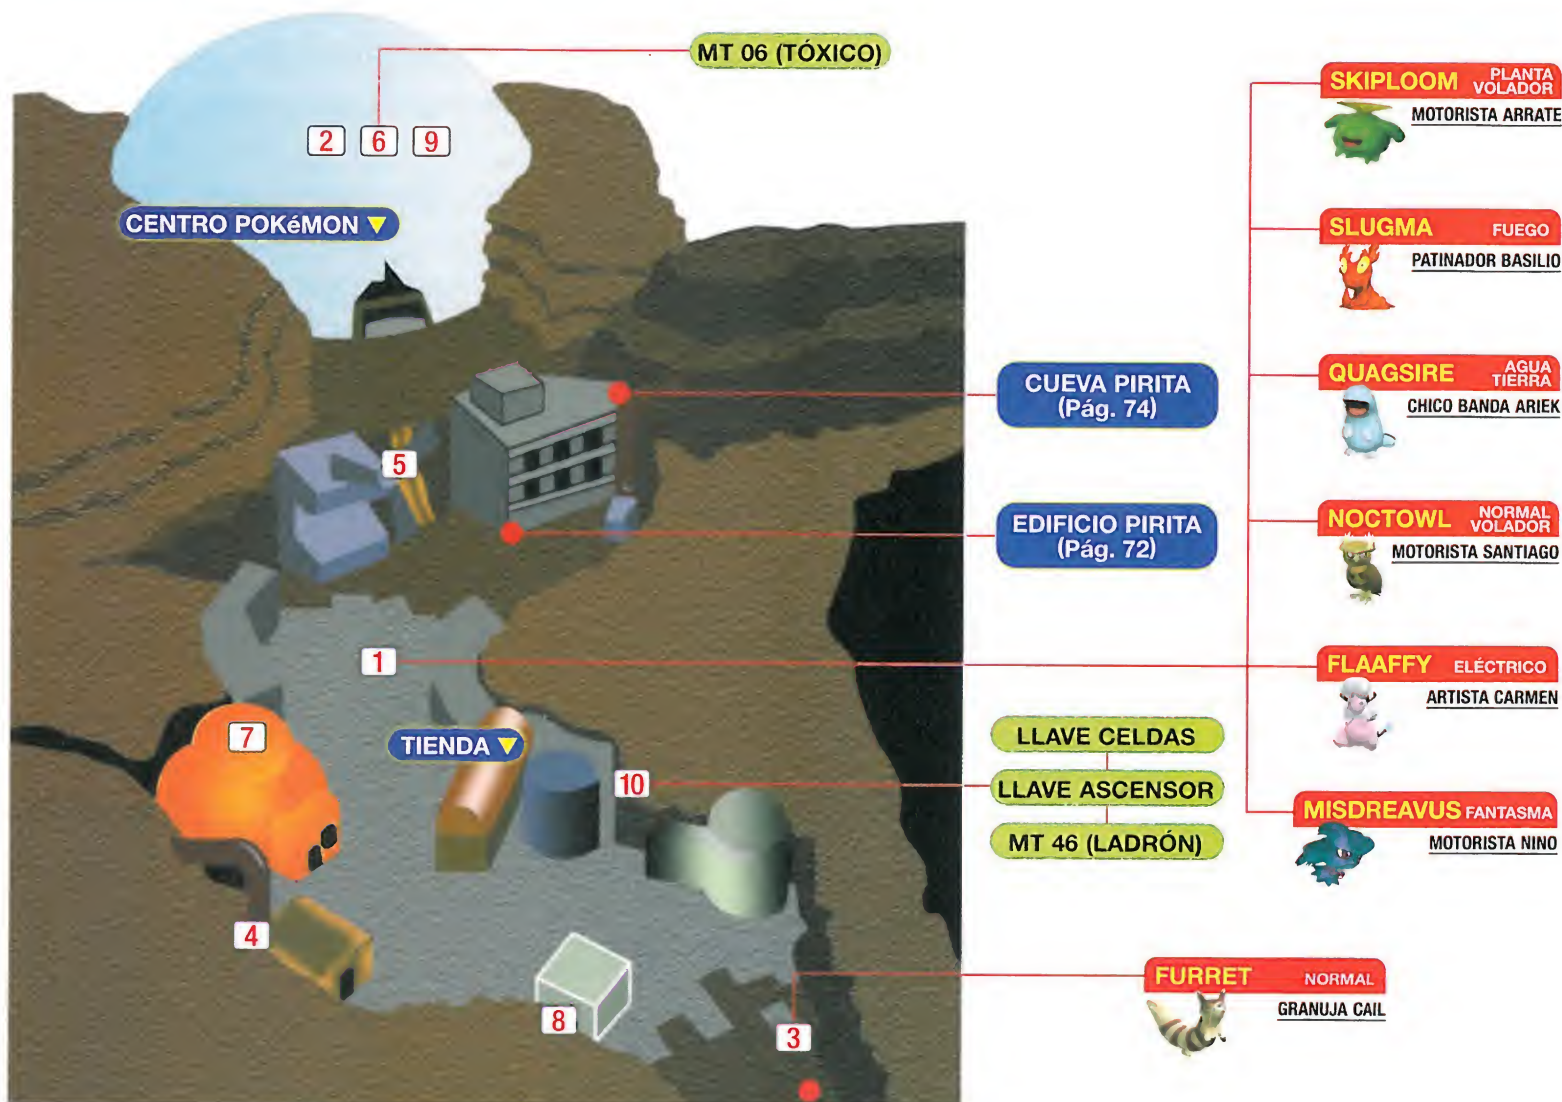 MT 06 (TÓXICO)
2 6 9
CENTRO POKéMON
5
1
7
TIENDA
10
4
8
3
CUEVA PIRITA
(Pág. 74)
EDIFICIO PIRITA
(Pág. 72)
LLAVE CELDAS
LLAVE ASCENSOR
MT 46 (LADRÓN)
SKIPLOOM PLANTA
VOLADOR
MOTORISTA ARRATE
SLUGMA FUEGO
PATINADOR BASILIO
QUAGSIRE AGUA
TIERRA
CHICO BANDA ARIEK
NOCTOWL NORMAL
VOLADOR
MOTORISTA SANTIAGO
FLAAFFY ELÉCTRICO
ARTISTA CARMEN
MISDREAVUS FANTASMA
MOTORISTA NINO
FURRET NORMAL
GRANUJA CAIL